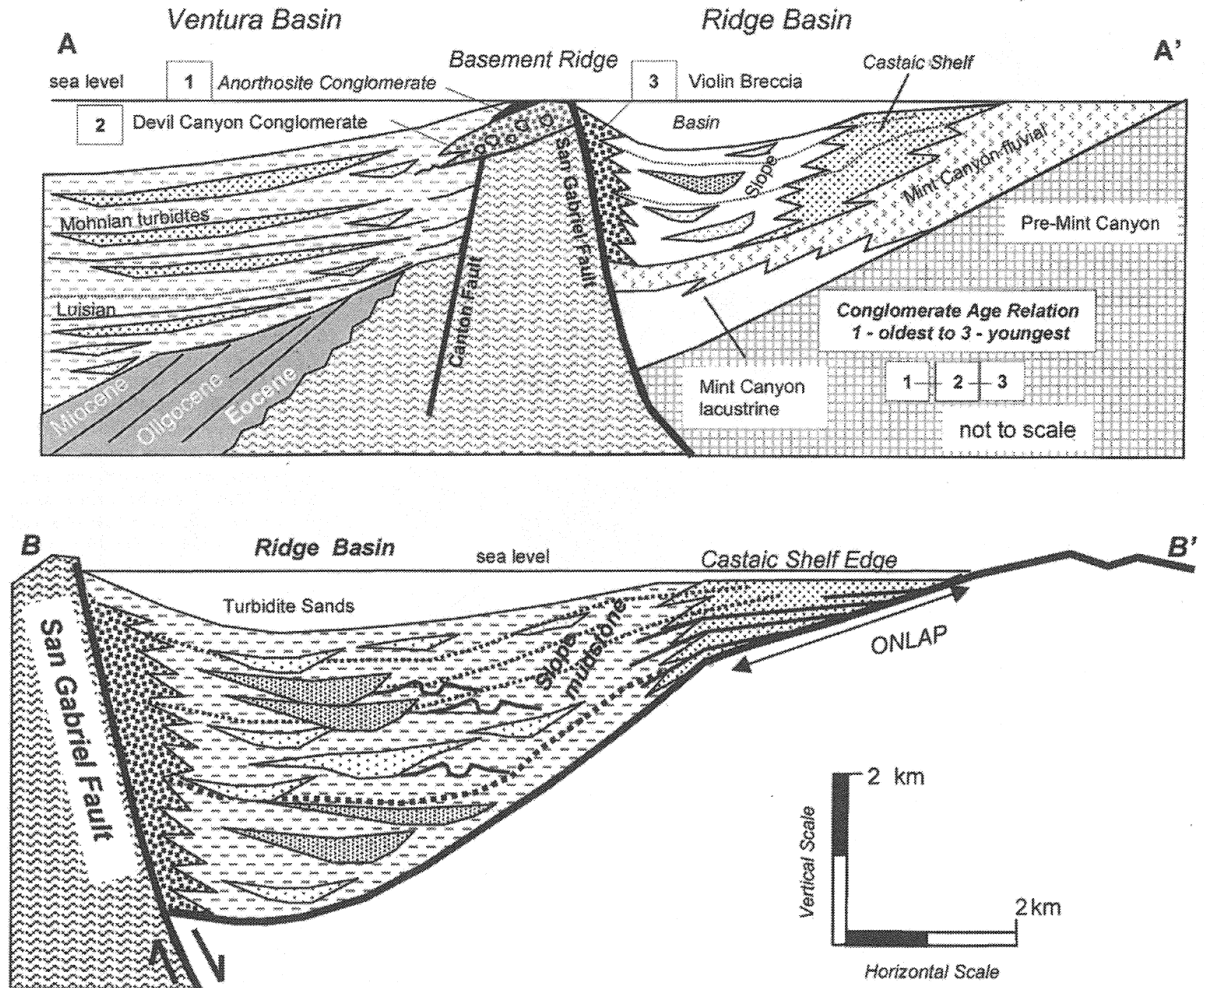 Ventura Basin
Ridge Basin
A
Basement Ridge
Castaic Shelf
A'
sea level
1
Anorthosite Conglomerate
3
Violin Breccia
2
Devil Canyon Conglomerate
Basin
Slope
San Gabriel Fault
Mint Canyon-fluvial
Mohnian turbidtes
Pre-Mint Canyon
Luisian
Canton Fault
Conglomerate Age Relation
1 - oldest to 3 - youngest
1 2 3
Miocene
Oligocene
Eocene
Mint Canyon
lacustrine
not to scale
B
Ridge Basin
sea level
Castaic Shelf Edge
B'
Turbidite Sands
Slope
mudstone
ONLAP
San Gabriel Fault
2 km
Vertical Scale
2 km
Horizontal Scale